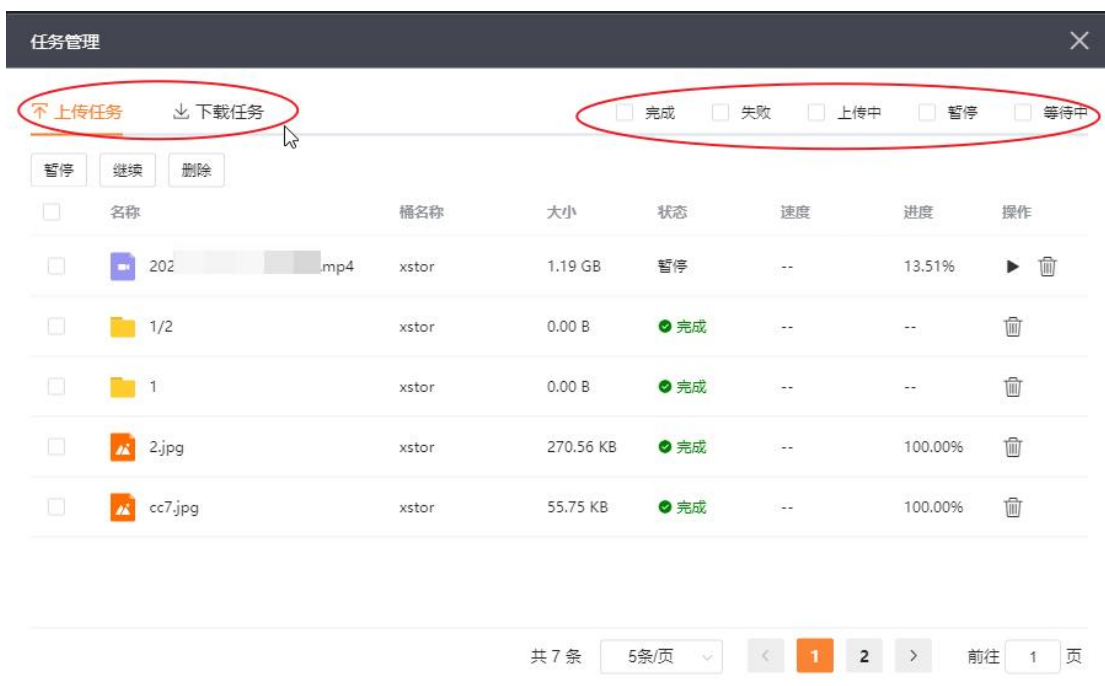 任务管理
上传任务 下载任务 完成 失败 上传中 暂停 等待中
暂停 继续 删除
名称 桶名称 大小 状态 速度 进度 操作
202 .mp4 xstor 1.19 GB 暂停 -- 13.51%
1/2 xstor 0.00 B 完成 -- --
1 xstor 0.00 B 完成 -- --
2.jpg xstor 270.56 KB 完成 -- 100.00%
cc7.jpg xstor 55.75 KB 完成 -- 100.00%
共 7 条 5条/页 < 1 2 > 前往 1 页